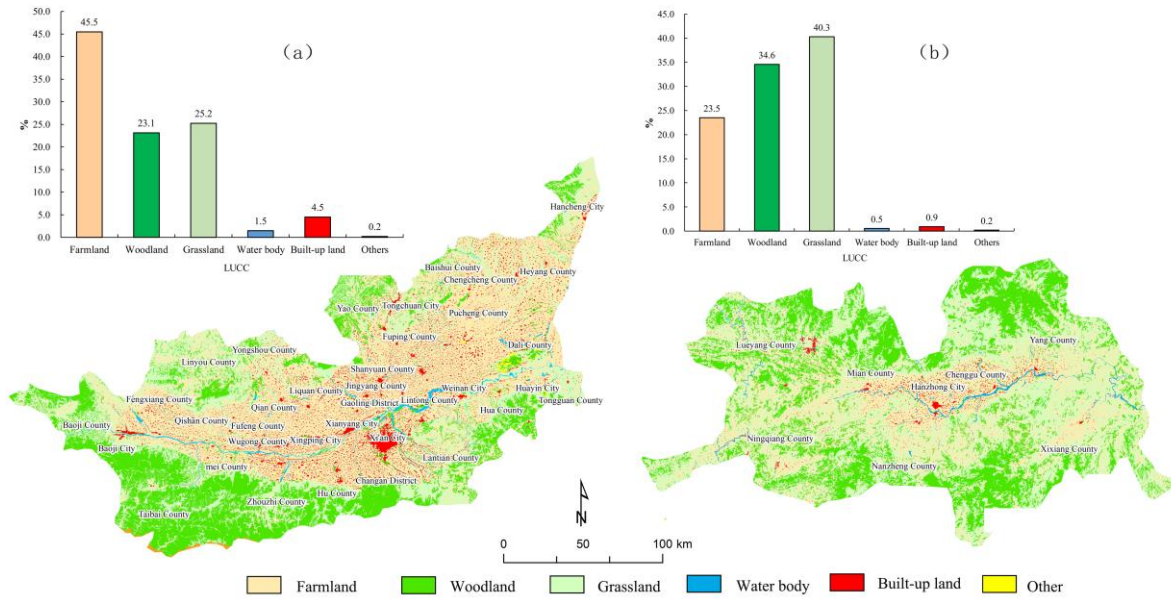 50.0
45.0
40.0
35.0
30.0
25.0
20.0
15.0
10.0
5.0
0.0
%
45.5
23.1
25.2
1.5
4.5
0.2
Farmland Woodland Grassland Water body Built-up land Others
LUCC
(a)
45.0
40.0
35.0
30.0
25.0
20.0
15.0
10.0
5.0
0.0
%
23.5
34.6
40.3
0.5
0.9
0.2
Farmland Woodland Grassland Water body Built-up land Others
LUCC
(b)
Hancheng City
Baishui County
Heyang County
Chengcheng County
Yao County
Tongchuan City
Pucheng County
Fuping County
Dali County
Yongshou County
Linyou County
Shanyuan County
Liquan County
Jingyang County
Weinan City
Huayin City
Fengxiang County
Gaoling District
Lintong County
Tongguan County
Qian County
Hua County
Qishan County
Fufeng County
Xianyang City
Baoji County
Wugong County
Xingping City
Xi'an City
Baoji City
Lantian County
mei County
Changan District
Hu County
Zhouzhi County
Taibai County
Lueyang County
Yang County
Mian County
Chenggu County
Hanzhong City
Ningqiang County
Xixiang County
Nanzheng County
N
0 50 100 km
Farmland Woodland Grassland Water body Built-up land Other